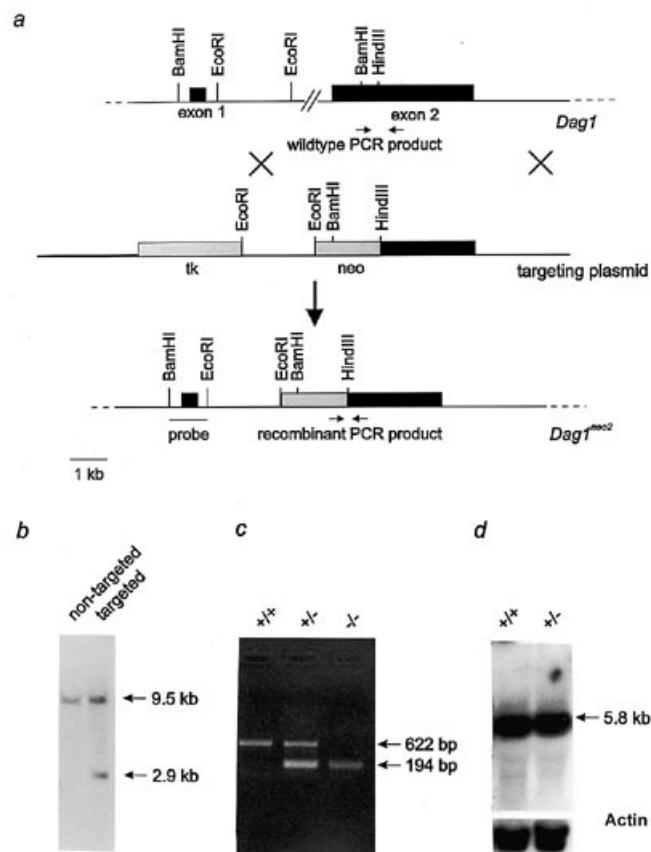 a
BamHI
EcoRI
EcoRI
BamHI
HindIII
exon 1
exon 2
Dag1
wildtype PCR product
EcoRI
EcoRI
BamHI
HindIII
tk
neo
targeting plasmid
BamHI
EcoRI
EcoRI
BamHI
HindIII
probe
recombinant PCR product
Dag1neo2
1 kb
b
non-targeted
targeted
9.5 kb
2.9 kb
c
+/+
+/-
-/-
622 bp
194 bp
d
+/+
+/-
5.8 kb
Actin